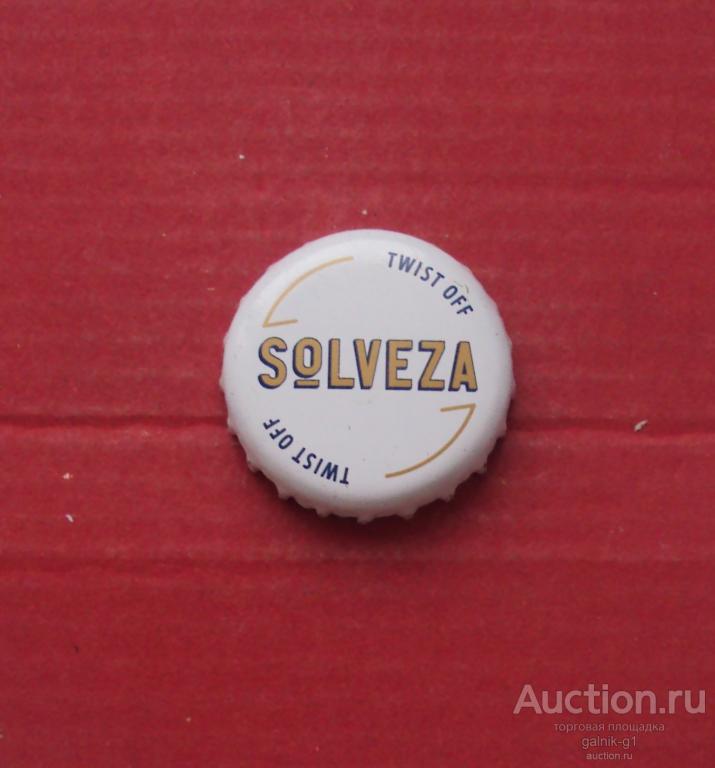 TWIST OFF
SOLVEZA
TWIST OFF
Auction.ru
торговая площадка
galnik-g1
auction.ru